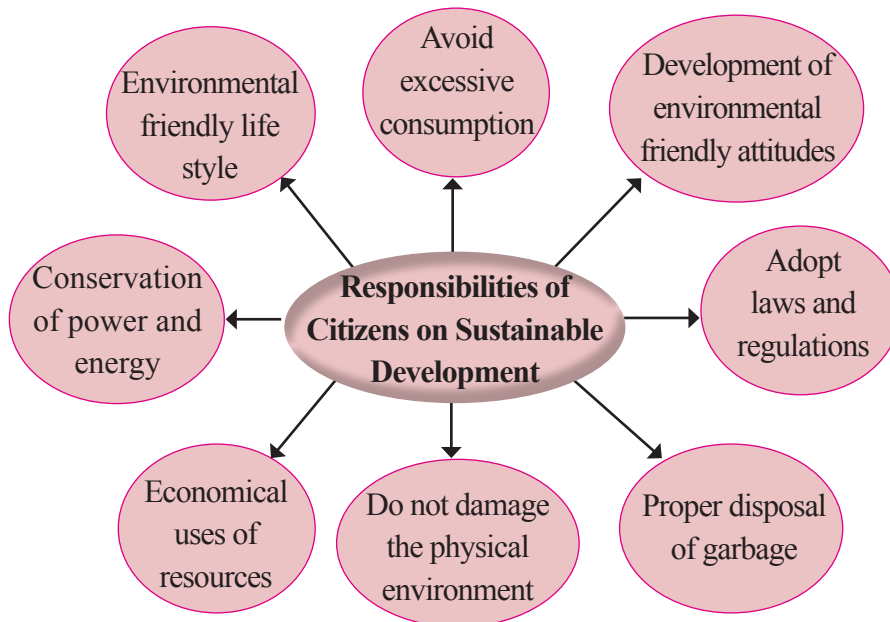 Environmental
friendly life
style
Avoid
excessive
consumption
Development of
environmental
friendly attitudes
Conservation
of power and
energy
Responsibilities of
Citizens on Sustainable
Development
Adopt
laws and
regulations
Economical
uses of
resources
Do not damage
the physical
environment
Proper disposal
of garbage